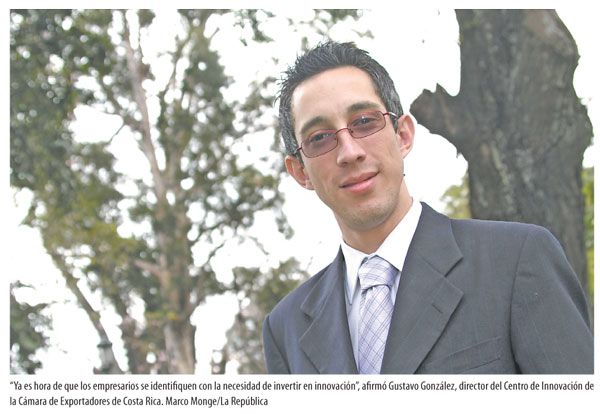 “Ya es hora de que los empresarios se identifiquen con la necesidad de invertir en innovación”, afirmó Gustavo González, director del Centro de Innovación de
la Cámara de Exportadores de Costa Rica. Marco Monge/La República